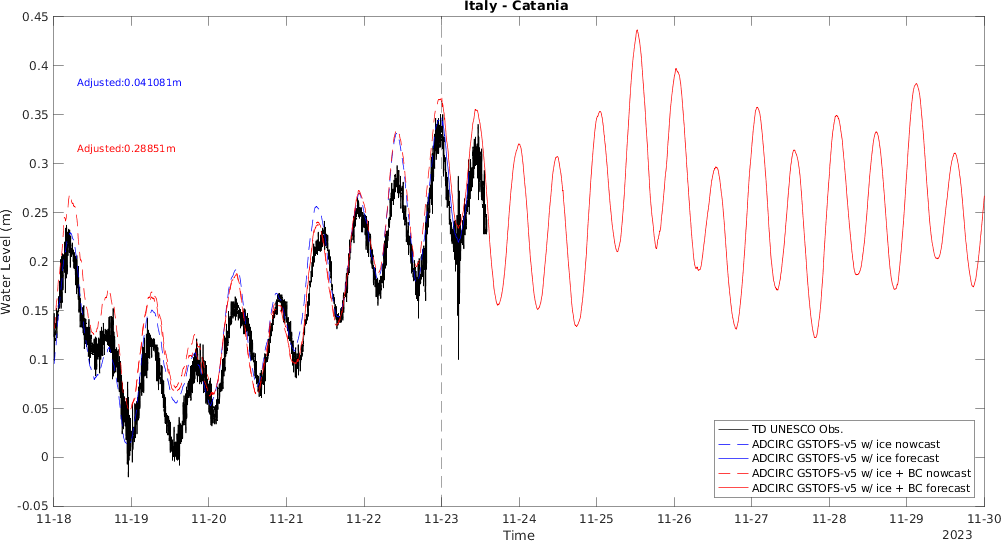 Italy - Catania
0.45
0.4
0.35
0.3
0.25
0.2
0.15
0.1
0.05
0
-0.05
Water Level (m)
Adjusted:0.041081m
Adjusted:0.28851m
TD UNESCO Obs.
ADCIRC GSTOFS-v5 w/ ice nowcast
ADCIRC GSTOFS-v5 w/ ice forecast
ADCIRC GSTOFS-v5 w/ ice + BC nowcast
ADCIRC GSTOFS-v5 w/ ice + BC forecast
11-18 11-19 11-20 11-21 11-22 11-23 11-24 11-25 11-26 11-27 11-28 11-29 11-30
Time
2023